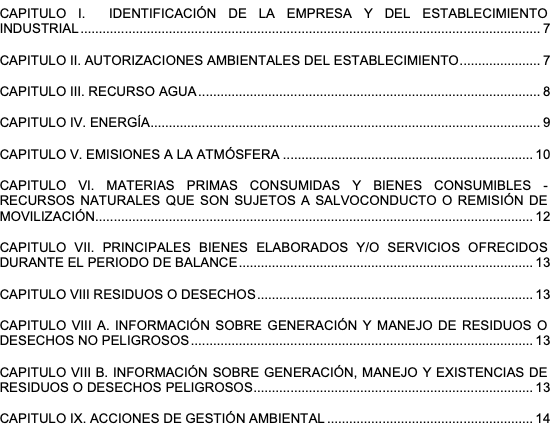 CAPITULO I. IDENTIFICACIÓN DE LA EMPRESA Y DEL ESTABLECIMIENTO
INDUSTRIAL ........................................................................................................................... 7
CAPITULO II. AUTORIZACIONES AMBIENTALES DEL ESTABLECIMIENTO...................... 7
CAPITULO III. RECURSO AGUA ............................................................................................ 8
CAPITULO IV. ENERGÍA......................................................................................................... 9
CAPITULO V. EMISIONES A LA ATMÓSFERA .................................................................... 10
CAPITULO VI. MATERIAS PRIMAS CONSUMIDAS Y BIENES CONSUMIBLES -
RECURSOS NATURALES QUE SON SUJETOS A SALVOCONDUCTO O REMISIÓN DE
MOVILIZACIÓN...................................................................................................................... 12
CAPITULO VII. PRINCIPALES BIENES ELABORADOS Y/O SERVICIOS OFRECIDOS
DURANTE EL PERIODO DE BALANCE ................................................................................ 13
CAPITULO VIII RESIDUOS O DESECHOS ........................................................................... 13
CAPITULO VIII A. INFORMACIÓN SOBRE GENERACIÓN Y MANEJO DE RESIDUOS O
DESECHOS NO PELIGROSOS ............................................................................................. 13
CAPITULO VIII B. INFORMACIÓN SOBRE GENERACIÓN, MANEJO Y EXISTENCIAS DE
RESIDUOS O DESECHOS PELIGROSOS............................................................................ 13
CAPITULO IX. ACCIONES DE GESTIÓN AMBIENTAL ........................................................ 14